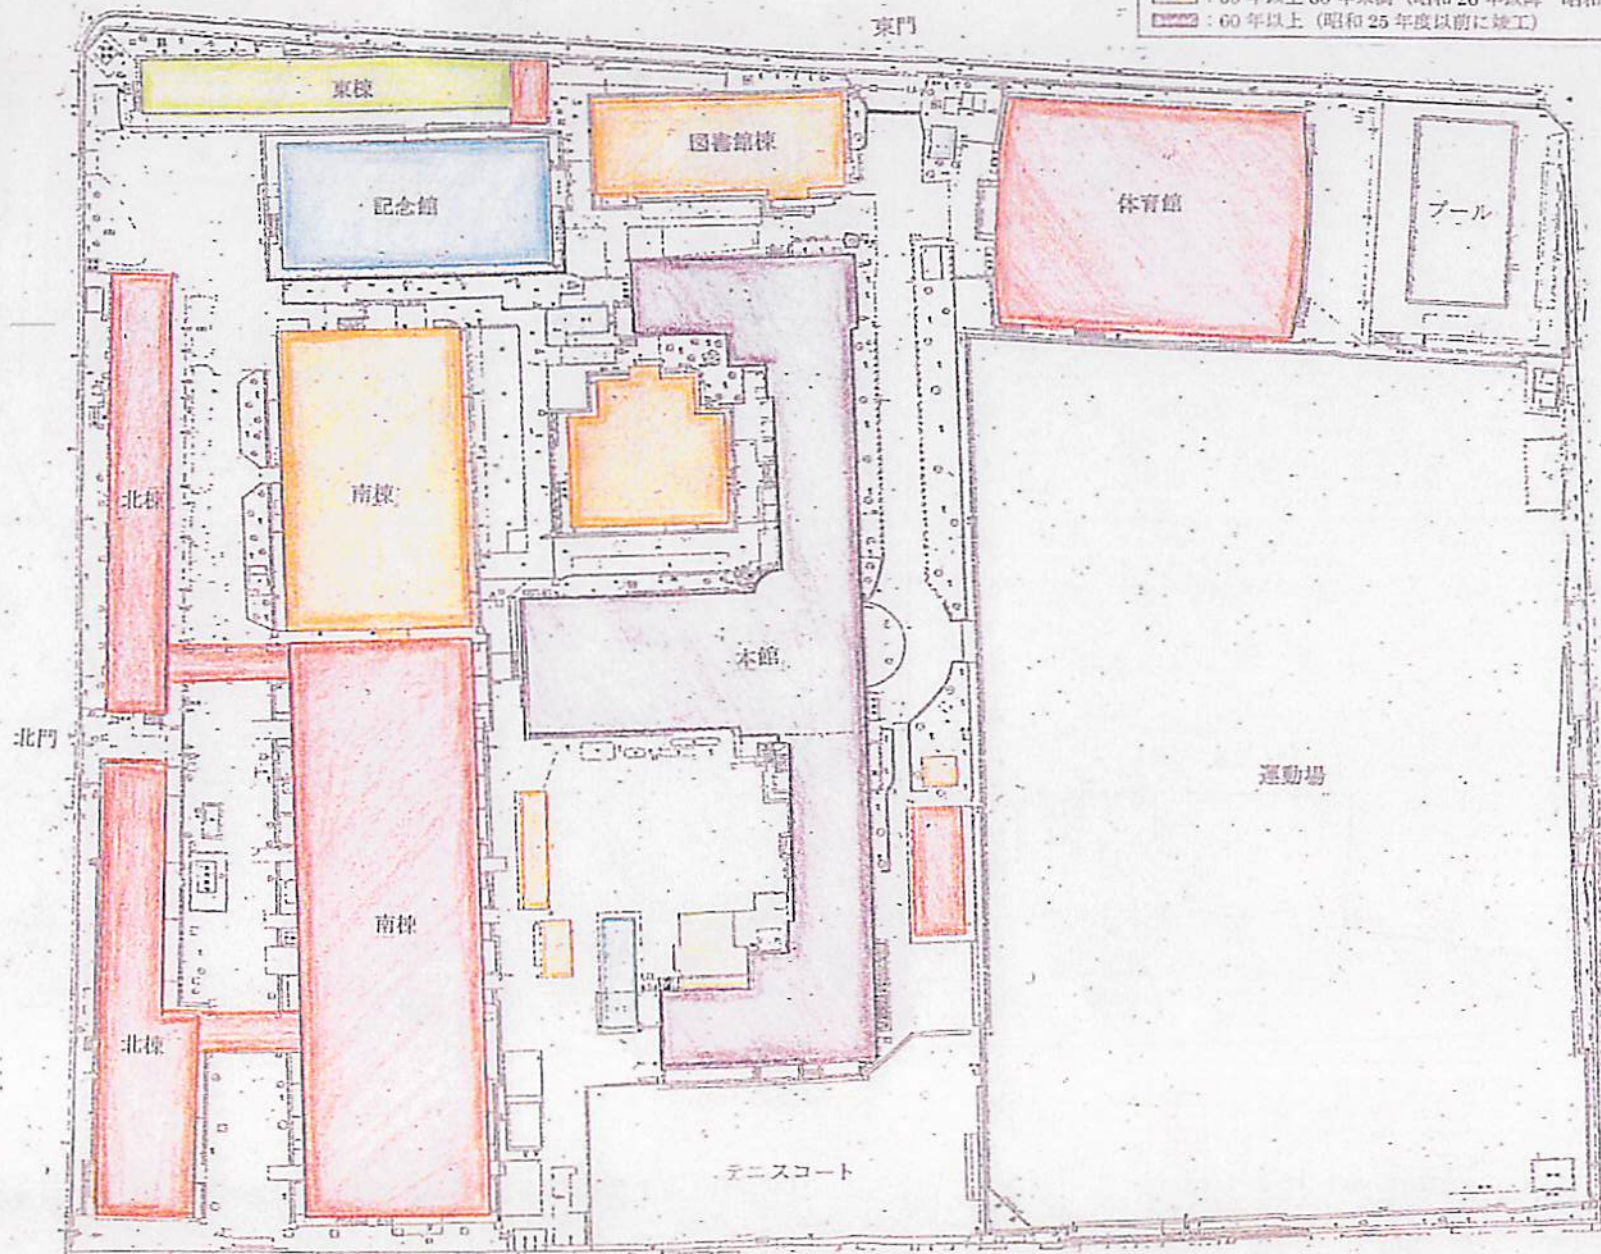 東門
：60年以上（昭和25年度以前に竣工）
東棟
図書館棟
記念館
体育館
プール
北棟
南棟
本館
北門
運動場
南棟
北棟
テニスコート